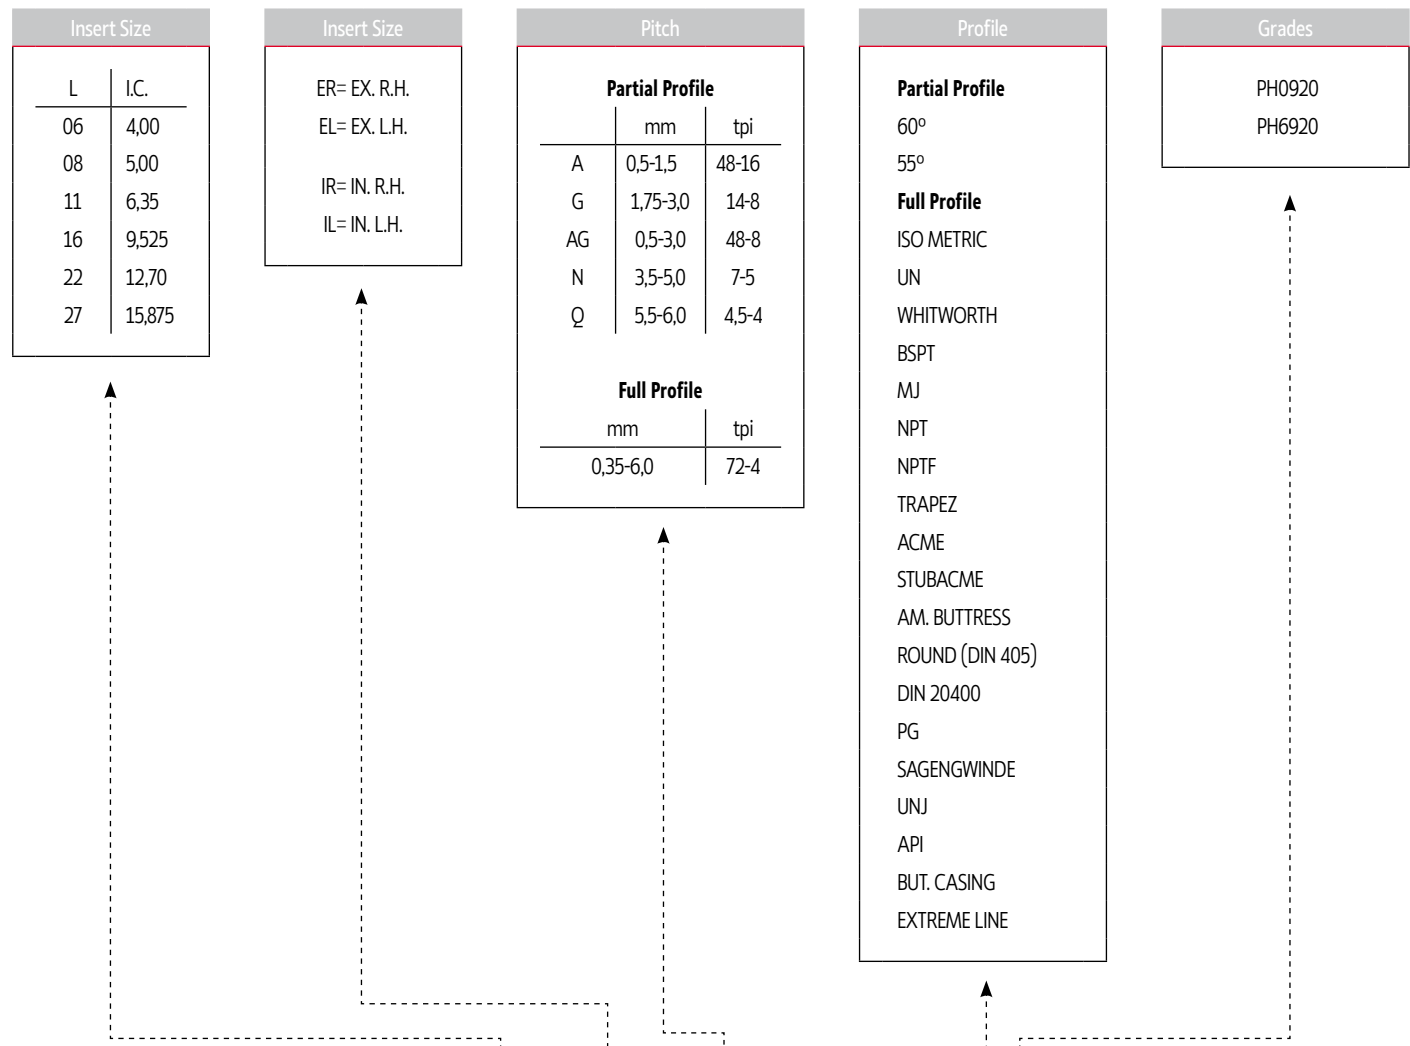 Insert Size
L I.C.
06 4,00
08 5,00
11 6,35
16 9,525
22 12,70
27 15,875
Insert Size
ER= EX. R.H.
EL= EX. L.H.
IR= IN. R.H.
IL= IN. L.H.
Pitch
Partial Profile
mm tpi
A 0,5-1,5 48-16
G 1,75-3,0 14-8
AG 0,5-3,0 48-8
N 3,5-5,0 7-5
Q 5,5-6,0 4,5-4
Full Profile
mm tpi
0,35-6,0 72-4
Profile
Partial Profile
60º
55º
Full Profile
ISO METRIC
UN
WHITWORTH
BSPT
MJ
NPT
NPTF
TRAPEZ
ACME
STUBACME
AM. BUTTRESS
ROUND (DIN 405)
DIN 20400
PG
SAGENGWINDE
UNJ
API
BUT. CASING
EXTREME LINE
Grades
PH0920
PH6920